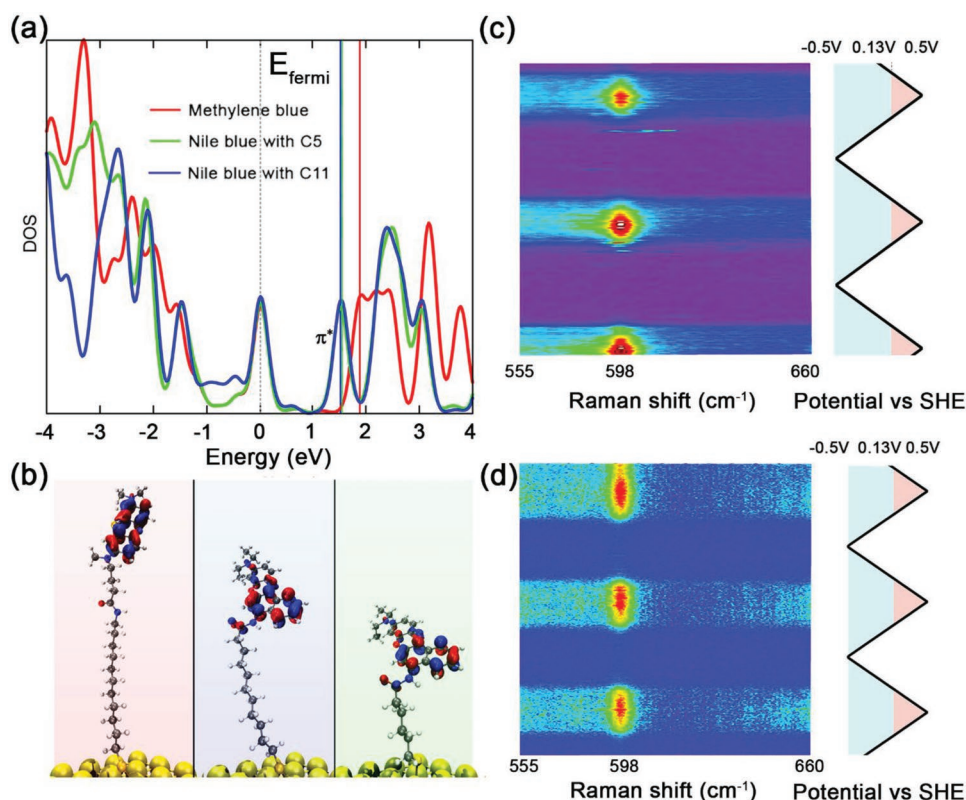 (a)
E fermi
Methylene blue
Nile blue with C5
Nile blue with C11
π*
DOS
-4 -3 -2 -1 0 1 2 3 4
Energy (eV)
(b)
(c)
-0.5V 0.13V 0.5V
555 598 660
Raman shift (cm-1)
Potential vs SHE
(d)
-0.5V 0.13V 0.5V
555 598 660
Raman shift (cm-1)
Potential vs SHE